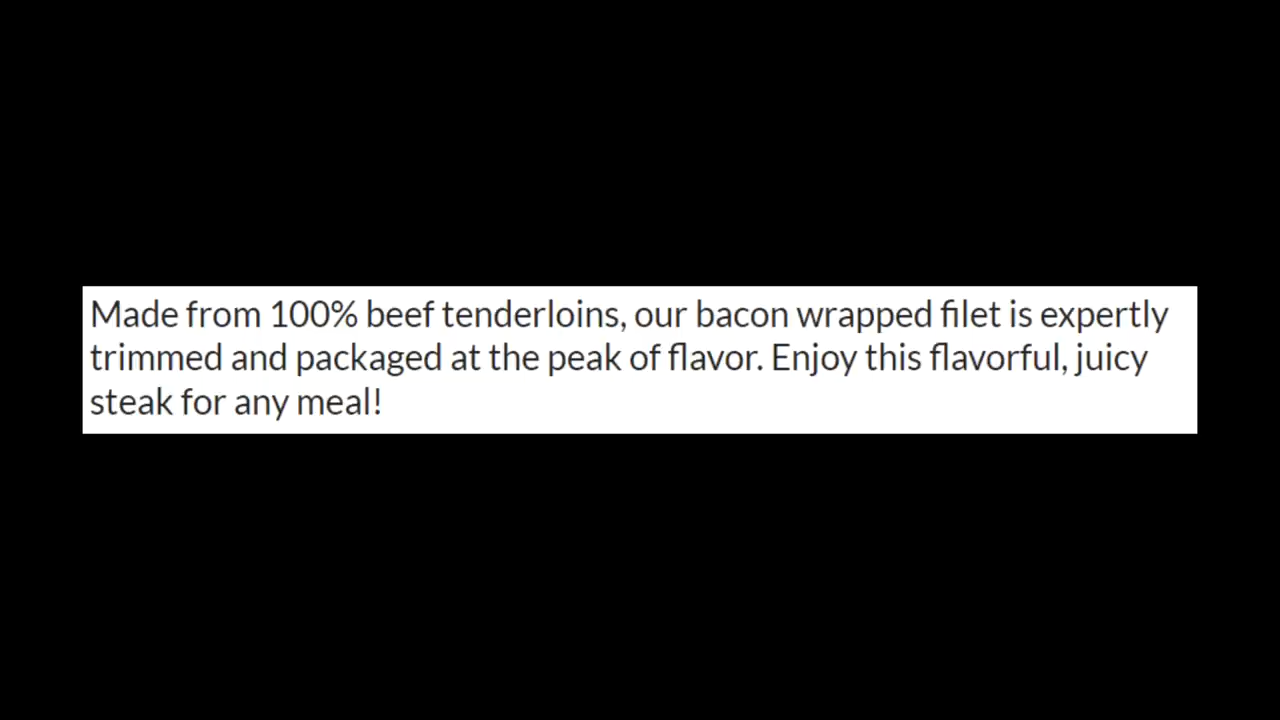 Made from 100% beef tenderloins, our bacon wrapped filet is expertly
trimmed and packaged at the peak of flavor. Enjoy this flavorful, juicy
steak for any meal!